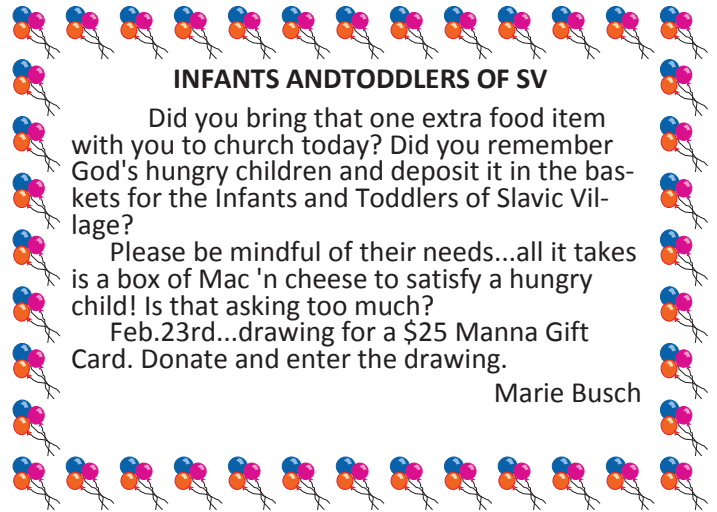 INFANTS ANDTODDLERS OF SV
Did you bring that one extra food item
with you to church today? Did you remember
God's hungry children and deposit it in the bas-
kets for the Infants and Toddlers of Slavic Vil-
lage?
Please be mindful of their needs...all it takes
is a box of Mac 'n cheese to satisfy a hungry
child! Is that asking too much?
Feb.23rd...drawing for a $25 Manna Gift
Card. Donate and enter the drawing.
Marie Busch